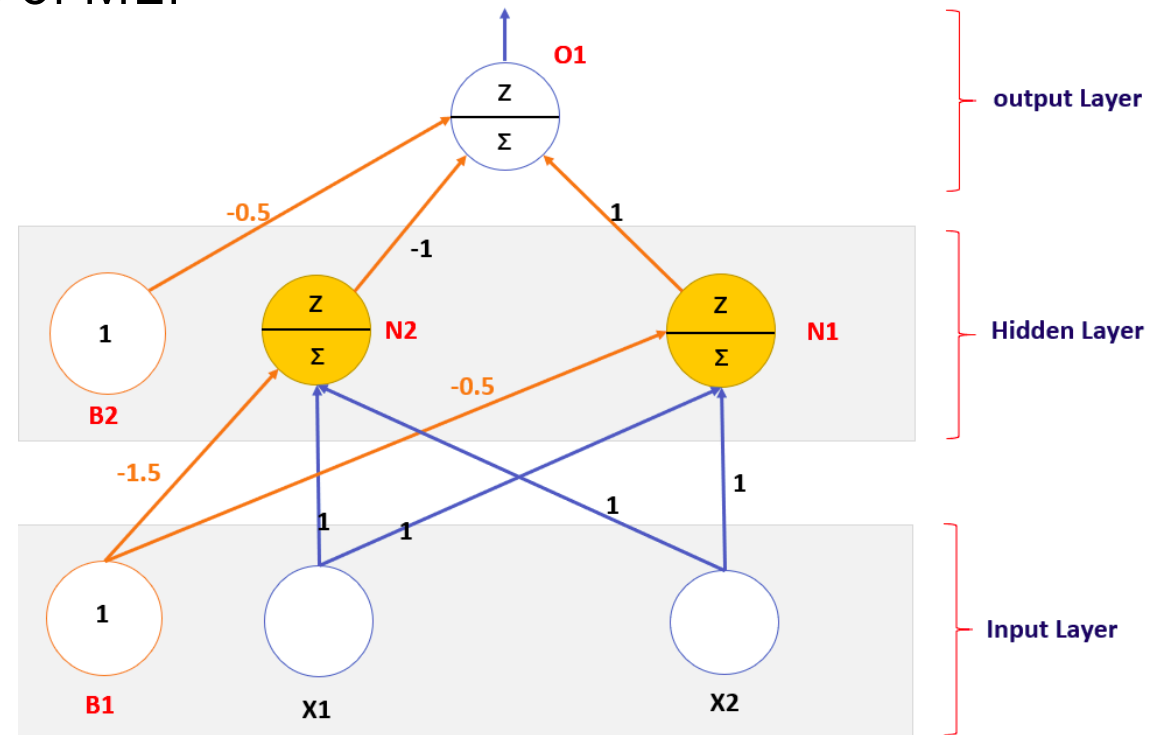 O1
Z
Σ
output Layer
-0.5
1
-1
1
Z
Σ
N2
Z
Σ
N1
Hidden Layer
B2
-0.5
-1.5
1
1
1
1
1
B1
X1
X2
Input Layer